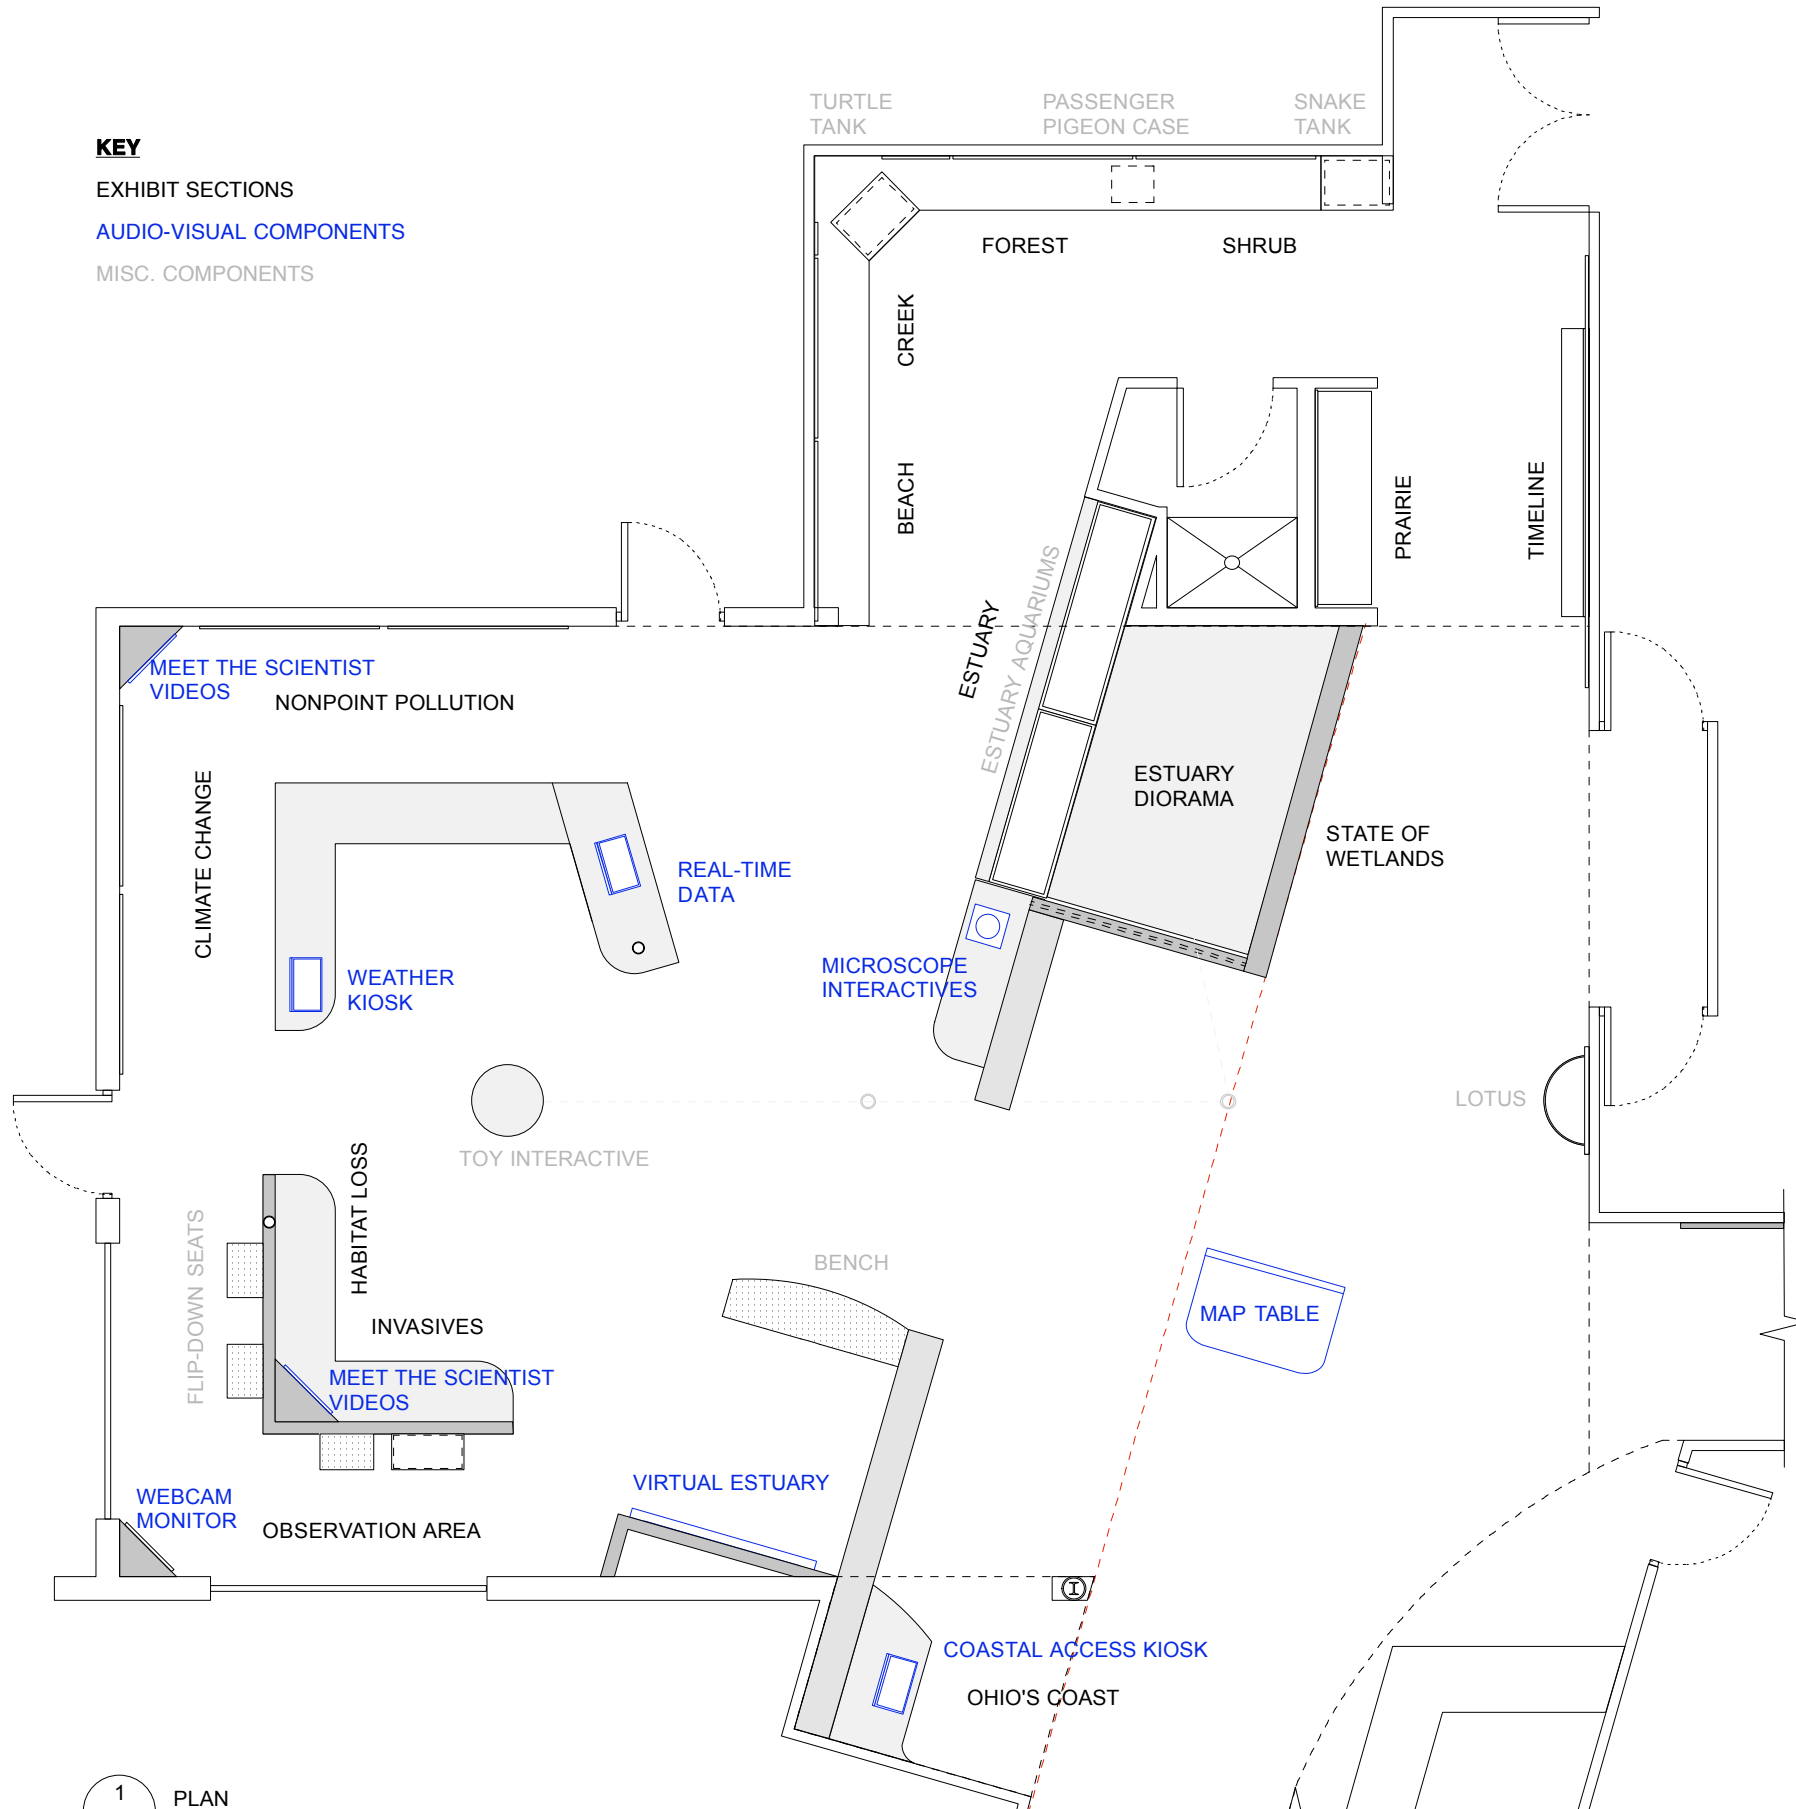 TURTLE
TANK
PASSENGER
PIGEON CASE
SNAKE
TANK
KEY
EXHIBIT SECTIONS
AUDIO-VISUAL COMPONENTS
MISC. COMPONENTS
FOREST
SHRUB
CREEK
BEACH
PRAIRIE
TIMELINE
ESTUARY
ESTUARY AQUARIUMS
MEET THE SCIENTIST
VIDEOS
NONPOINT POLLUTION
CLIMATE CHANGE
ESTUARY
DIORAMA
STATE OF
WETLANDS
REAL-TIME
DATA
WEATHER
KIOSK
MICROSCOPE
INTERACTIVES
LOTUS
TOY INTERACTIVE
HABITAT LOSS
FLIP-DOWN SEATS
BENCH
MAP TABLE
INVASIVES
MEET THE SCIENTIST
VIDEOS
VIRTUAL ESTUARY
WEBCAM
MONITOR
OBSERVATION AREA
I
COASTAL ACCESS KIOSK
OHIO'S COAST
1
PLAN